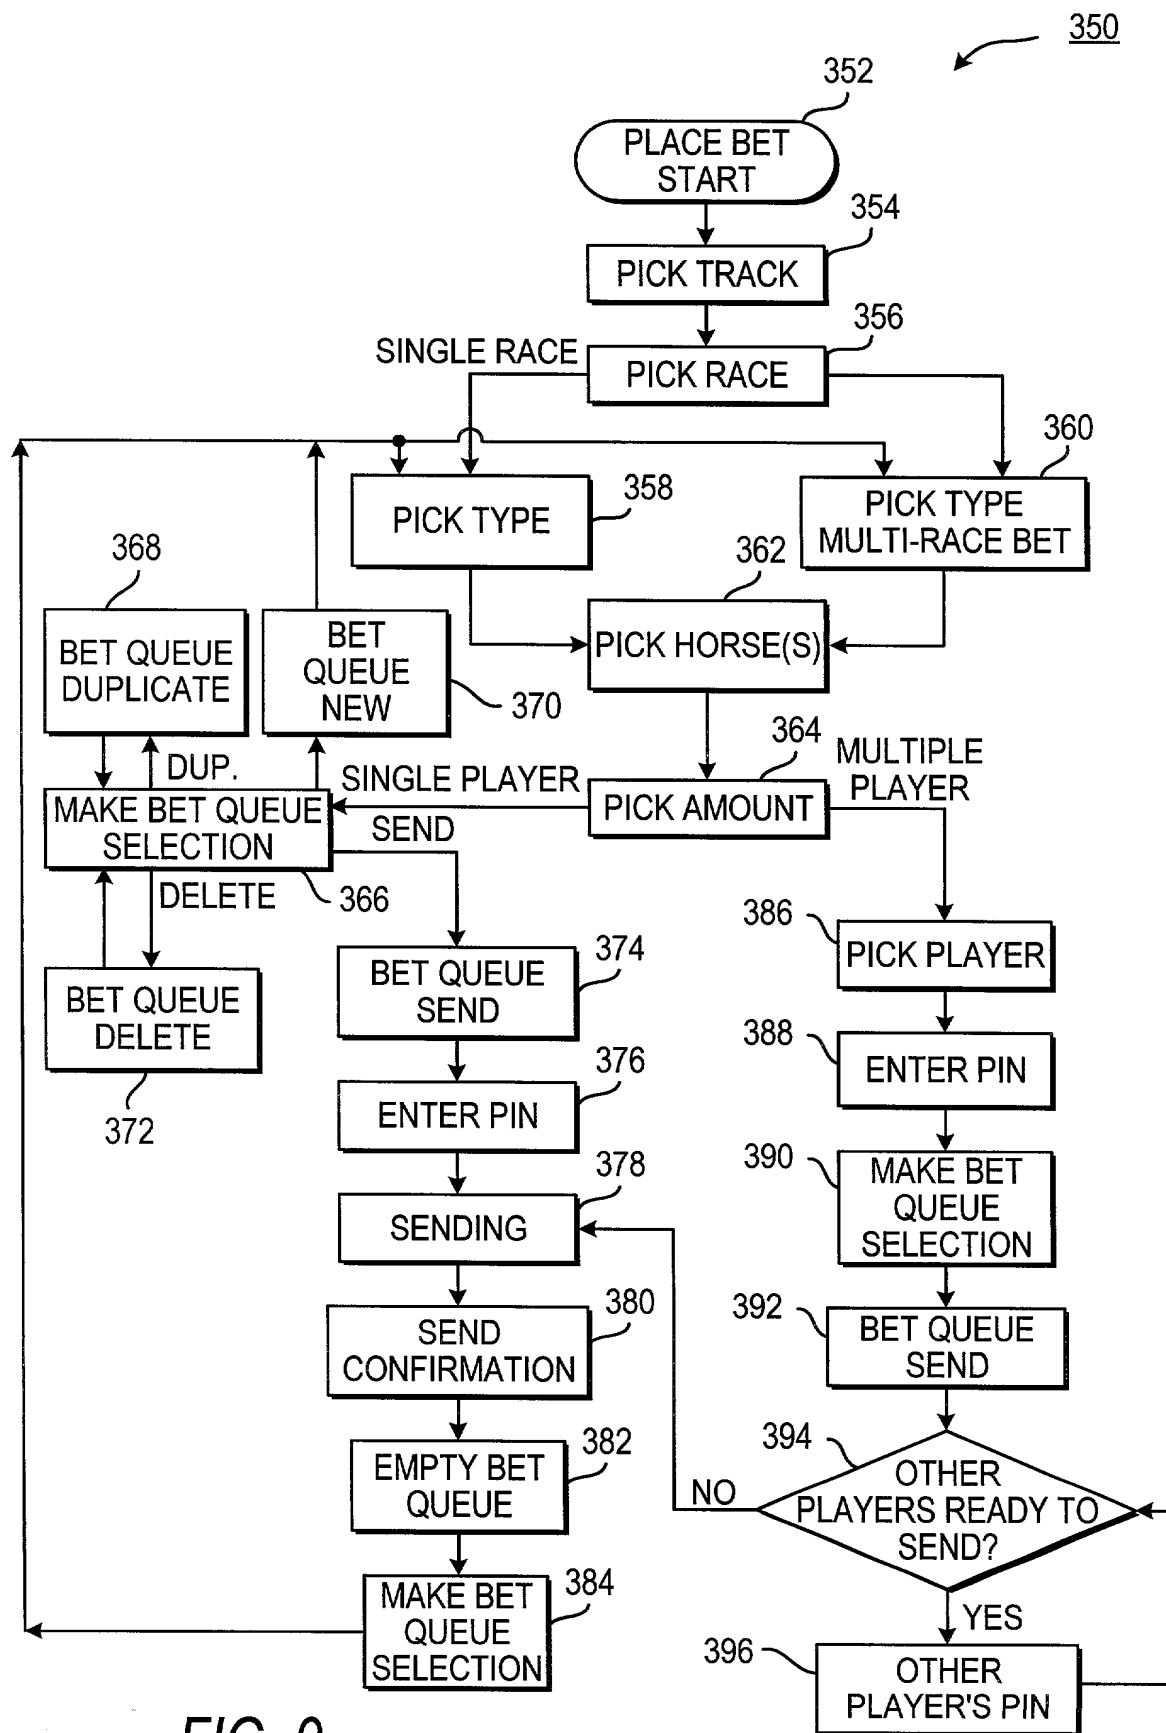 350
352
PLACE BET
START
354
PICK TRACK
356
SINGLE RACE
PICK RACE
360
358
PICK TYPE
PICK TYPE
MULTI-RACE BET
368
362
BET QUEUE
DUPLICATE
BET
QUEUE
NEW
370
PICK HORSE(S)
364
DUP.
SINGLE PLAYER
MULTIPLE
PLAYER
PICK AMOUNT
MAKE BET QUEUE
SELECTION
SEND
DELETE
366
386
PICK PLAYER
374
BET QUEUE
SEND
BET QUEUE
DELETE
372
388
ENTER PIN
376
ENTER PIN
390
MAKE BET
QUEUE
SELECTION
378
SENDING
392
BET QUEUE
SEND
380
SEND
CONFIRMATION
394
OTHER
PLAYERS READY TO
SEND?
NO
382
EMPTY BET
QUEUE
384
MAKE BET
QUEUE
SELECTION
YES
396
OTHER
PLAYER'S PIN
FIG.